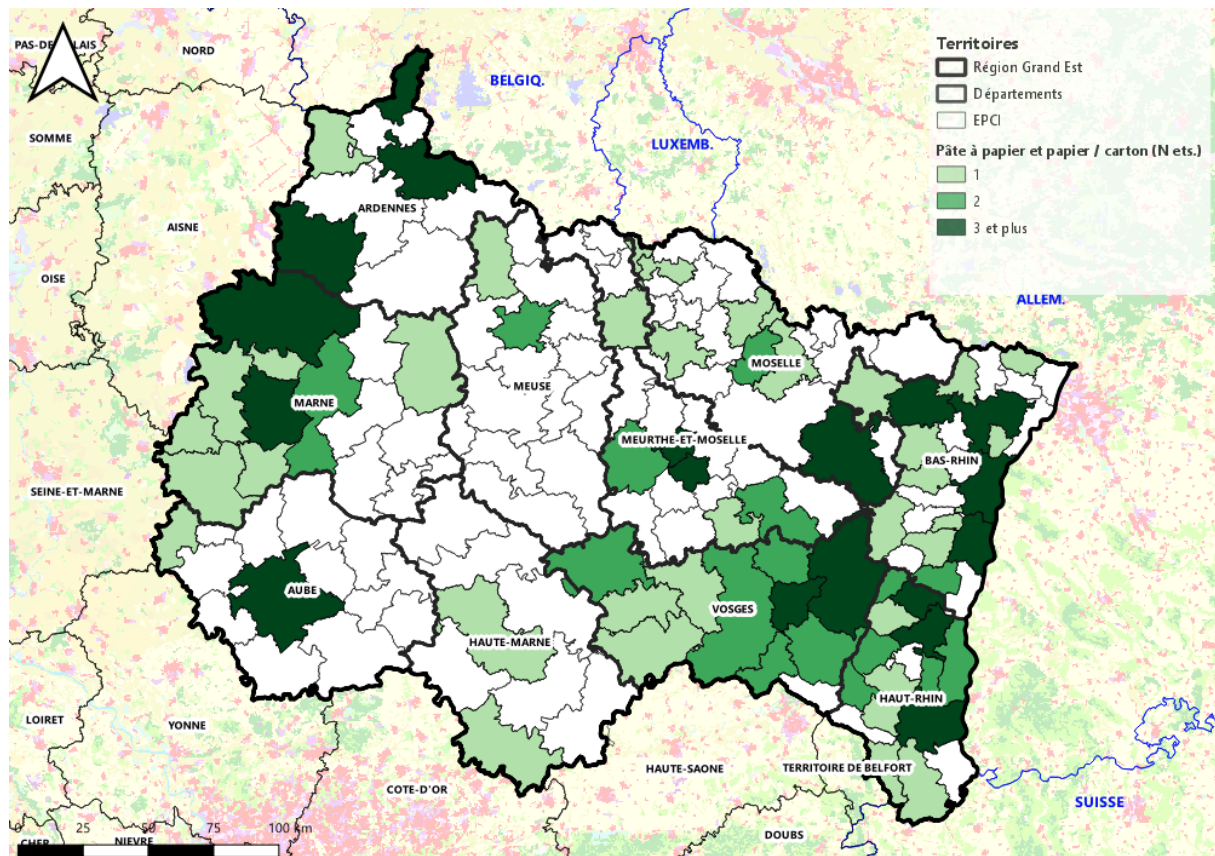 PAS-DE-CALAIS
NORD
BELGIQ.
SOMME
LUXEMB.
Territoires
Région Grand Est
Départements
EPCI
Pâte à papier et papier / carton (N ets.)
1
2
3 et plus
ARDENNES
AISNE
OISE
ALLEM.
MOSELLE
MEUSE
MARNE
MEURTHE-ET-MOSELLE
BAS-RHIN
SEINE-ET-MARNE
AUBE
VOSGES
HAUTE-MARNE
HAUT-RHIN
LOIRET
YONNE
HAUTE-SAONE
TERRITOIRE DE BELFORT
COTE-D'OR
SUISSE
0 25 50 75 100 km
DOUBS
CHER
NIEVRE